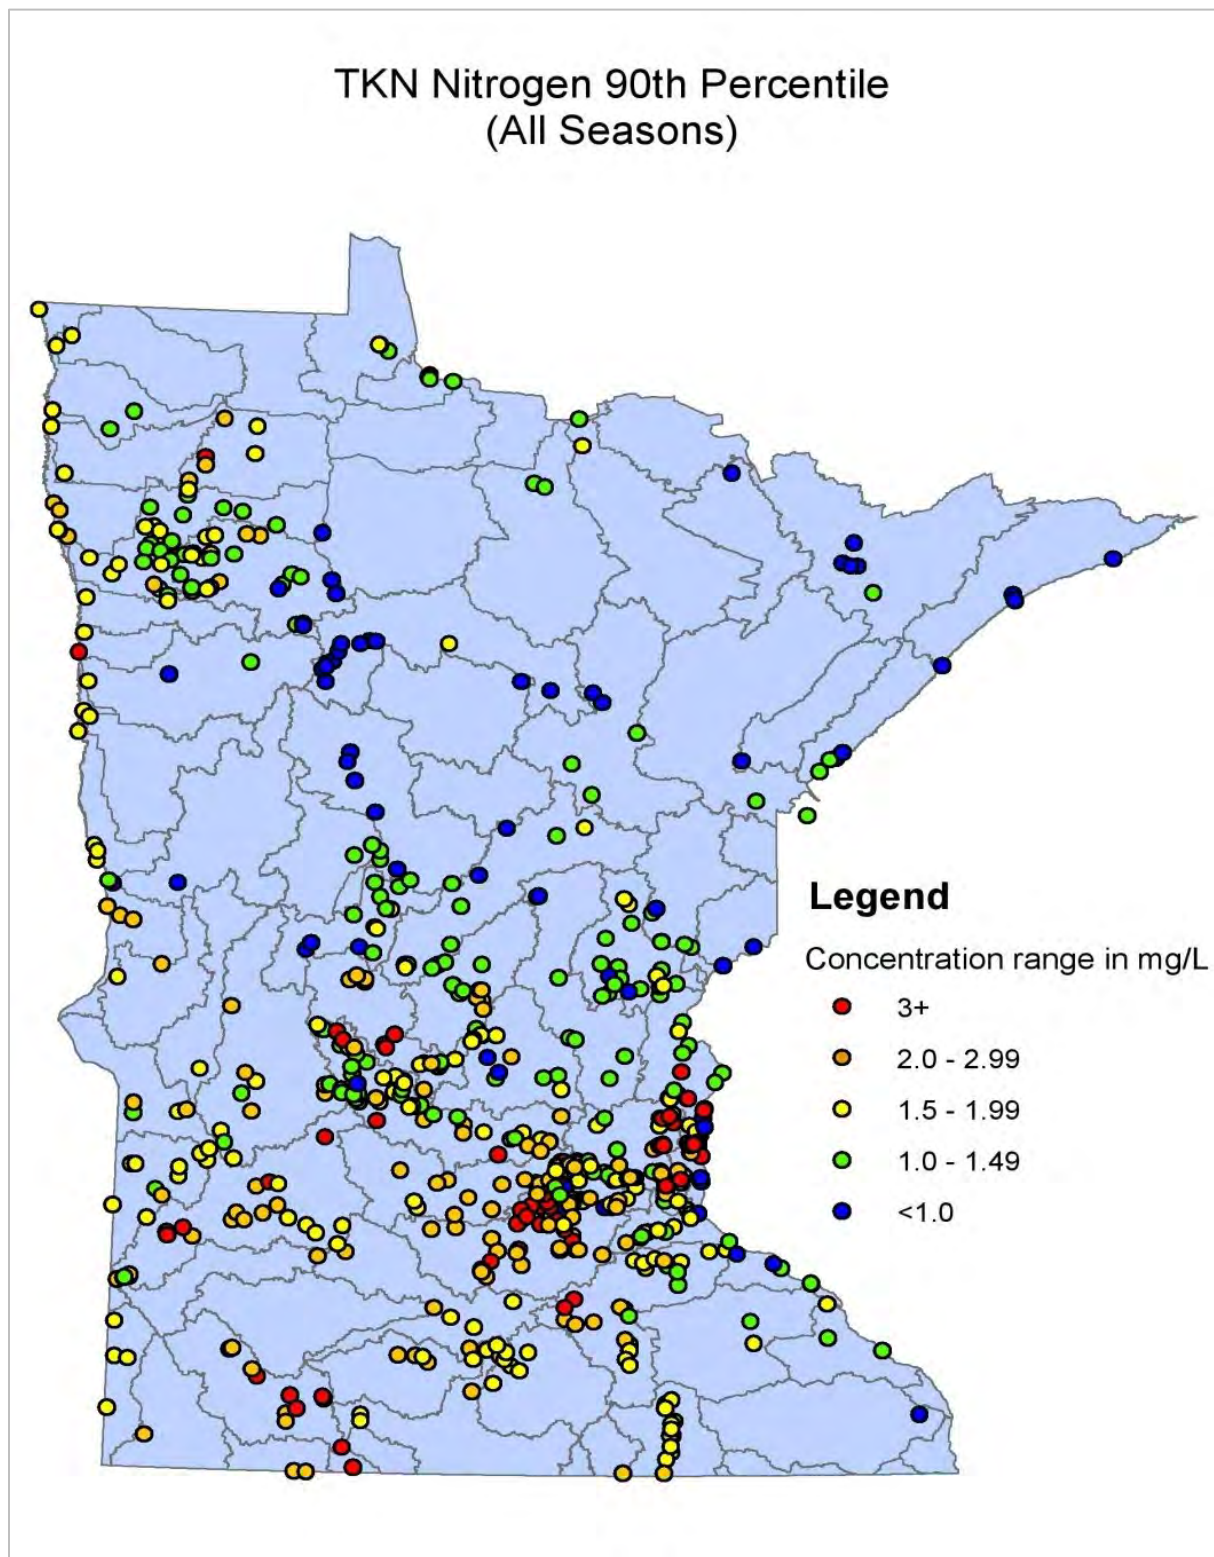 TKN Nitrogen 90th Percentile
(All Seasons)
Legend
Concentration range in mg/L
3+
2.0 - 2.99
1.5 - 1.99
1.0 - 1.49
<1.0